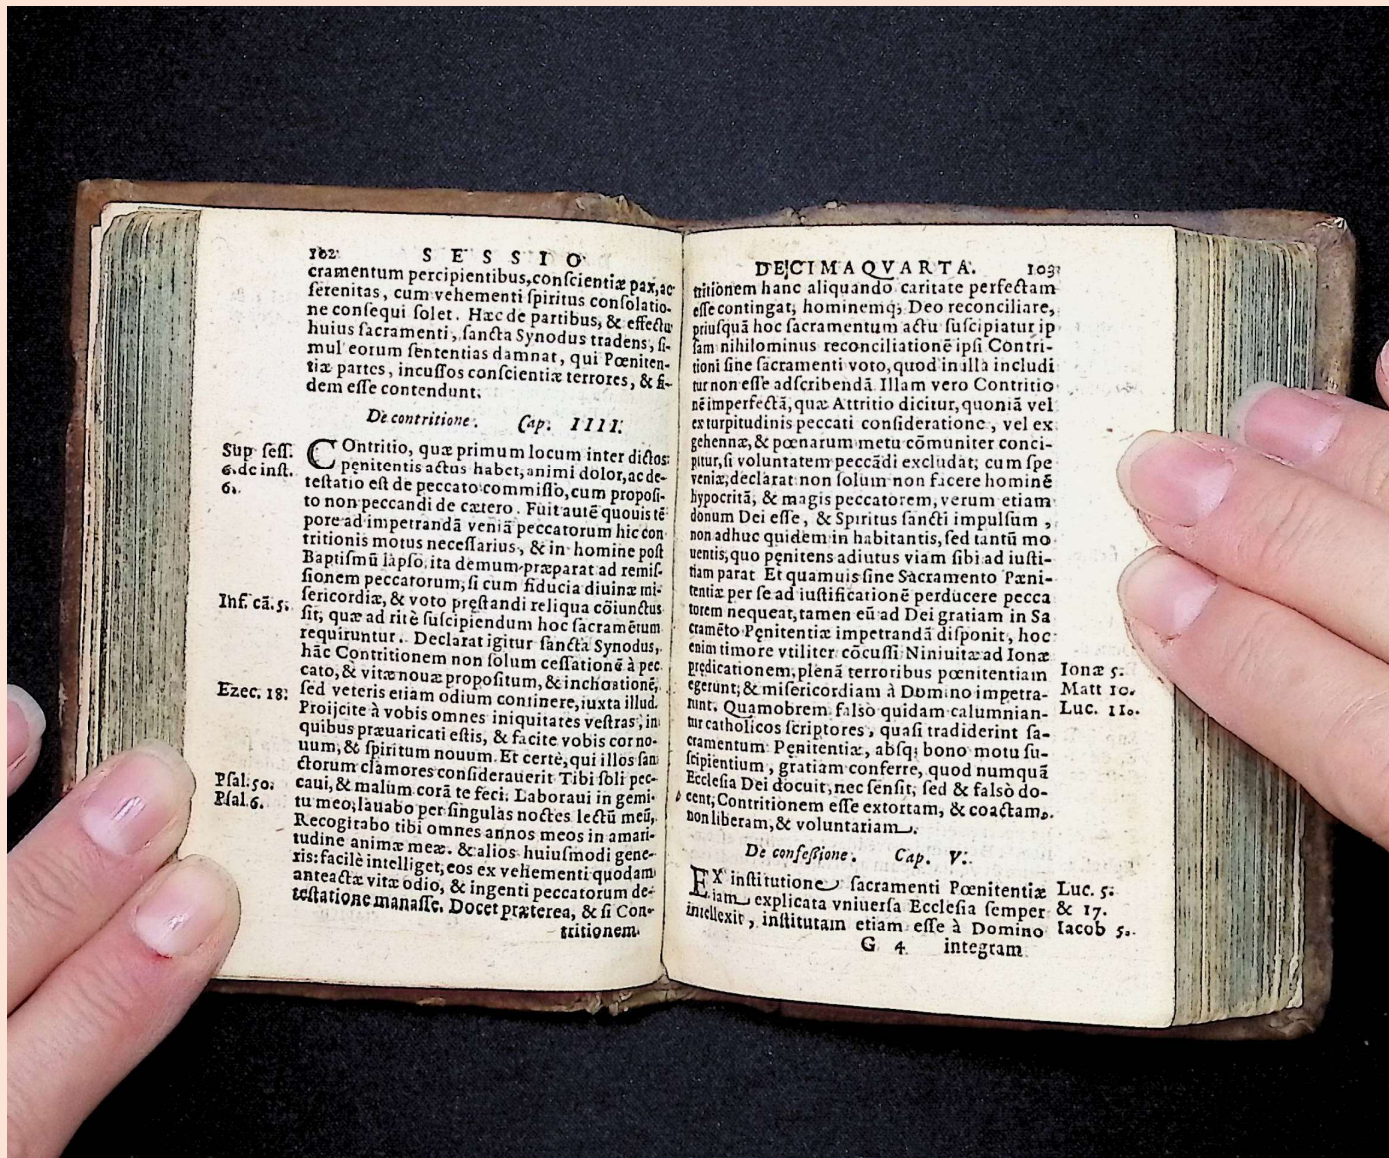 102 SESSIO
cramentum percipientibus, conſcientiæ pax, ac
ſerenitas, cum vehementi ſpiritus conſolatio-
ne conſequi ſolet. Hæc de partibus, & effectu
huius ſacramenti, ſancta Synodus tradens, ſi-
mul eorum ſententias damnat, qui Pœniten-
tiæ partes, incuſſos conſcientiæ terrores, & fi-
dem eſſe contendunt.
De contritione. Cap. IIII.
COntritio, quæ primum locum inter dictos
pęnitentis actus habet, animi dolor, ac de-
teſtatio eſt de peccato commiſſo, cum propoſi-
to non peccandi de cætero. Fuit autē quouis tē
pore ad impetrandā veniā peccatorum hic con
tritionis motus neceſſarius, & in homine poſt
Baptiſmū lapſo, ita demum præparat ad remiſ-
ſionem peccatorum, ſi cum fiducia diuinæ mi-
ſericordiæ, & voto pręſtandi reliqua cōiunctus
ſit, quæ ad ritè ſuſcipiendum hoc ſacramētum
requiruntur. Declarat igitur ſancta Synodus,
hāc Contritionem non ſolum ceſſationē à pec
cato, & vitæ nouæ propoſitum, & inchoationē,
ſed veteris etiam odium continere, iuxta illud.
Proijcite à vobis omnes iniquitates veſtras, in
quibus præuaricati eſtis, & facite vobis cor no-
uum, & ſpiritum nouum. Et certè, qui illos ſan
ctorum clamores conſiderauerit Tibi ſoli pec-
caui, & malum corā te feci. Laboraui in gemi-
tu meo, lauabo per ſingulas noctes lectū meū,
Recogitabo tibi omnes annos meos in amari-
tudine animæ meæ. & alios huiuſmodi gene-
ris: facilè intelliget, eos ex vehementi quodam
anteactæ vitæ odio, & ingenti peccatorum de-
teſtatione manaſſe. Docet præterea, & ſi Con-
tritionem
Sup ſeſſ.
6. de inſt.
6.
Inf. cā. 5.
Ezec. 18.
Pſal. 50.
Pſal. 6.
DECIMAQVARTA. 103
tritionem hanc aliquando caritate perfectam
eſſe contingat, hominemq; Deo reconciliare,
priuſquā hoc ſacramentum actu ſuſcipiatur ip
ſam nihilominus reconciliationē ipſi Contri-
tioni ſine ſacramenti voto, quod in illa includi
tur non eſſe adſcribendā Illam vero Contritio
nē imperfectā, quæ Attritio dicitur, quoniā vel
ex turpitudinis peccati conſideratione, vel ex
gehennæ, & pœnarum metu cōmuniter conci-
pitur, ſi voluntatem peccādi excludat; cum ſpe
veniæ, declarat non ſolum non facere hominē
hypocritā, & magis peccatorem, verum etiam
donum Dei eſſe, & Spiritus ſancti impulſum,
non adhuc quidem in habitantis, ſed tantū mo
uentis, quo pęnitens adiutus viam ſibi ad iuſti-
tiam parat Et quamuis ſine Sacramento Pæni-
tentiæ per ſe ad iuſtificationē perducere pecca
torem nequeat, tamen eū ad Dei gratiam in Sa
cramēto Pęnitentiæ impetrandā diſponit, hoc
enim timore vtiliter cōcuſſi Niniuitæ ad Ionæ
prędicationem, plenā terroribus pœnitentiam
egerunt; & miſericordiam à Domino impetra-
runt. Quamobrem falsò quidam calumnian-
tur catholicos ſcriptores, quaſi tradiderint ſa-
cramentum Pęnitentiæ, abſq; bono motu ſu-
ſcipientium, gratiam conferre, quod numquā
Eccleſia Dei docuit, nec ſenſit; ſed & falsò do-
cent, Contritionem eſſe extortam, & coactam,
non liberam, & voluntariam.
Ionæ 5.
Matt 10.
Luc. 11.
De confeſſione. Cap. V.
EX inſtitutione ſacramenti Pœnitentiæ
iam explicata vniuerſa Eccleſia ſemper
intellexit, inſtitutam etiam eſſe à Domino
G 4 integram
Luc. 5.
& 17.
Iacob 5.